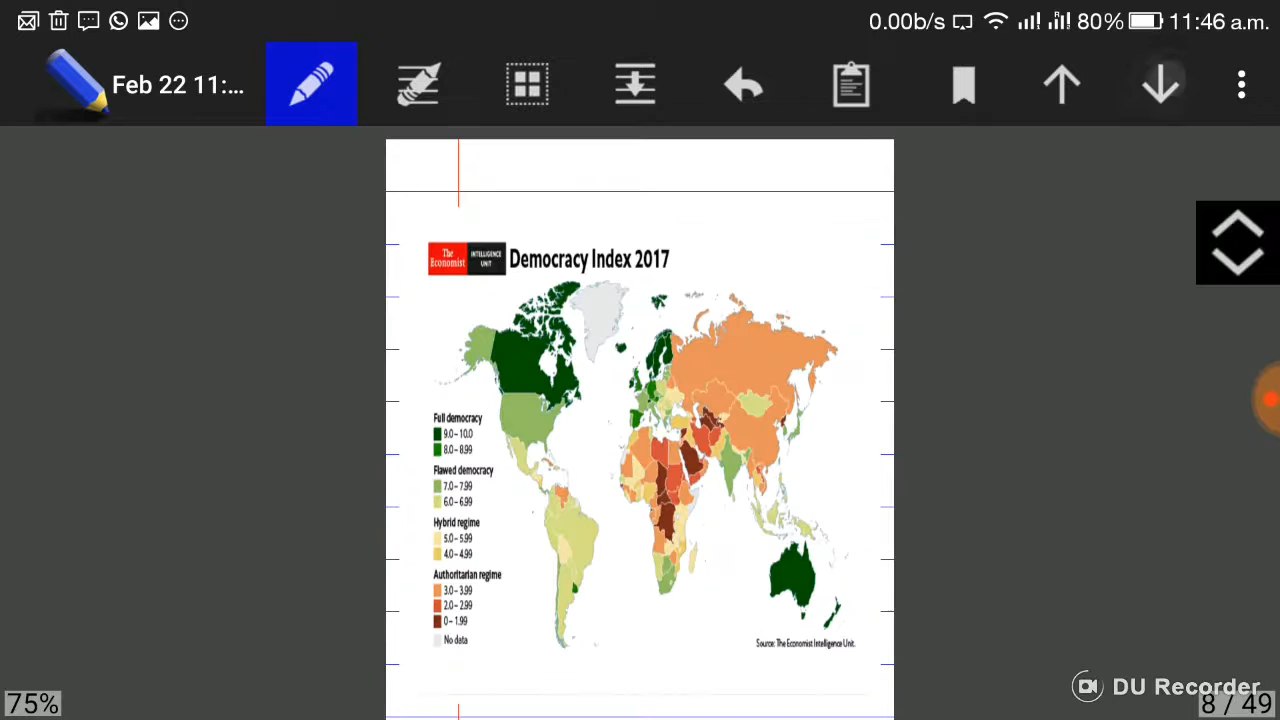 0.00b/s 80% 11:46 a.m.
Feb 22 11:...
The Economist INTELLIGENCE UNIT Democracy Index 2017
Full democracy
9.0 – 10.0
8.0 – 8.99
Flawed democracy
7.0 – 7.99
6.0 – 6.99
Hybrid regime
5.0 – 5.99
4.0 – 4.99
Authoritarian regime
3.0 – 3.99
2.0 – 2.99
0 – 1.99
No data
Source: The Economist Intelligence Unit.
DU Recorder
75%
8 / 49